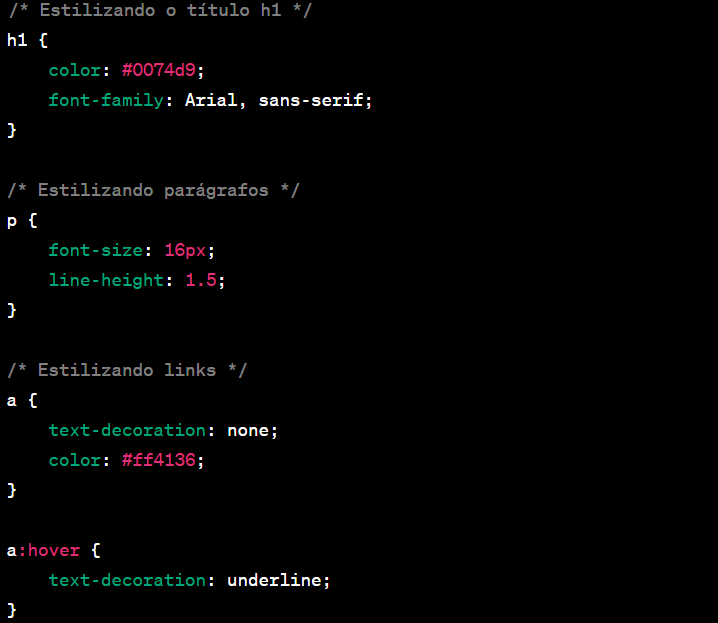 /* Estilizando o título h1 */
h1 {
    color: #0074d9;
    font-family: Arial, sans-serif;
}

/* Estilizando parágrafos */
p {
    font-size: 16px;
    line-height: 1.5;
}

/* Estilizando links */
a {
    text-decoration: none;
    color: #ff4136;
}

a:hover {
    text-decoration: underline;
}